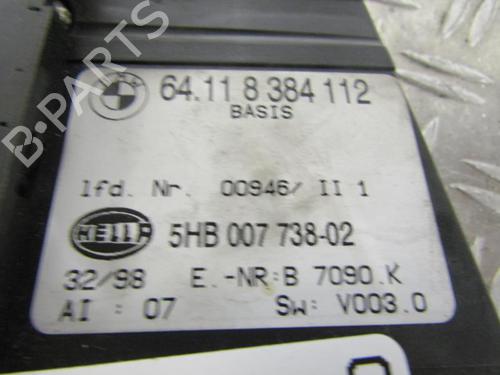 64.11 8 384 112
BASIS
lfd. Nr. 00946/ II 1
HELLA 5HB 007 738-02
32/98 E.-NR:B 7090.K
AI : 07 SW: V003.0
B-PARTS